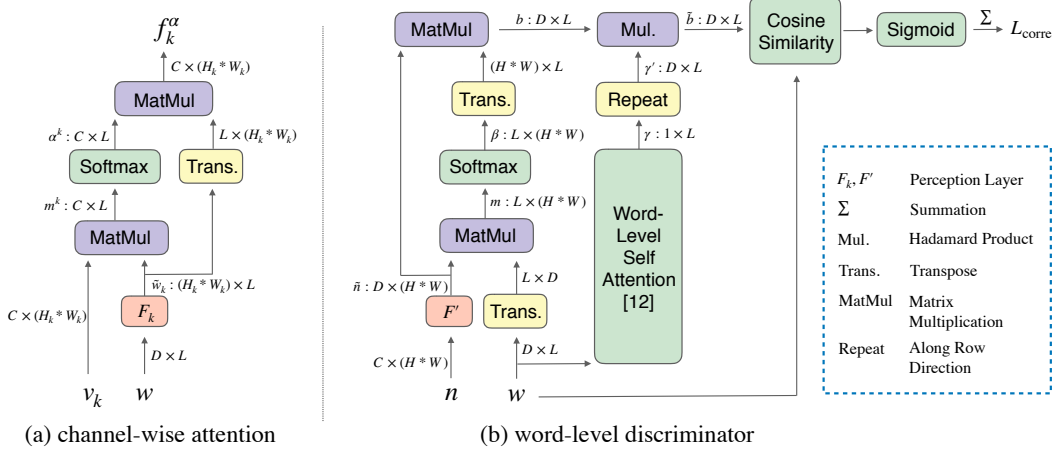 f_k^α
C × (H_k * W_k)
MatMul
α^k : C × L
L × (H_k * W_k)
Softmax
Trans.
m^k : C × L
MatMul
w̃_k : (H_k * W_k) × L
C × (H_k * W_k)
F_k
D × L
v_k
w
(a) channel-wise attention
MatMul
b : D × L
Mul.
b̃ : D × L
Cosine
Similarity
Sigmoid
Σ
L_corre
(H * W) × L
γ′ : D × L
Trans.
Repeat
β : L × (H * W)
γ : 1 × L
Softmax
m : L × (H * W)
MatMul
Word-
Level
Self
Attention
[12]
ñ : D × (H * W)
L × D
F′
Trans.
C × (H * W)
D × L
n
w
(b) word-level discriminator
F_k, F′ Perception Layer
Σ Summation
Mul. Hadamard Product
Trans. Transpose
MatMul Matrix
Multiplication
Repeat Along Row
Direction